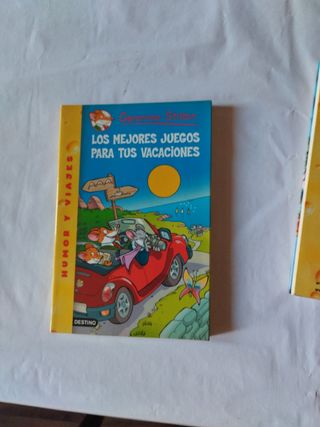 Geronimo Stilton
LOS MEJORES JUEGOS
PARA TUS VACACIONES
HUMOR Y VIAJES
DESTINO